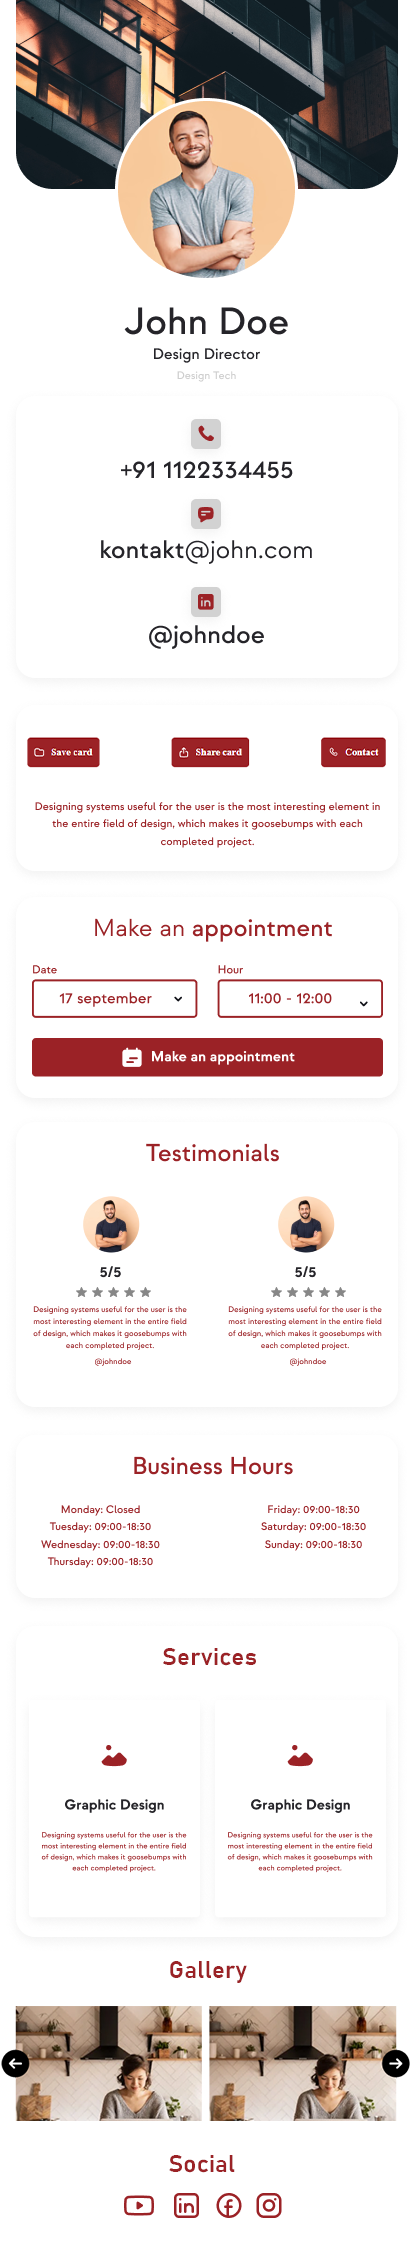 John Doe
Design Director
Design Tech
+91 1122334455
kontakt@john.com
@johndoe
Save card
Share card
Contact
Designing systems useful for the user is the most interesting element in
the entire field of design, which makes it goosebumps with each
completed project.
Make an appointment
Date
Hour
17 september
11:00 - 12:00
Make an appointment
Testimonials
5/5
Designing systems useful for the user is the
most interesting element in the entire field
of design, which makes it goosebumps with
each completed project.
@johndoe
5/5
Designing systems useful for the user is the
most interesting element in the entire field
of design, which makes it goosebumps with
each completed project.
@johndoe
Business Hours
Monday: Closed
Tuesday: 09:00-18:30
Wednesday: 09:00-18:30
Thursday: 09:00-18:30
Friday: 09:00-18:30
Saturday: 09:00-18:30
Sunday: 09:00-18:30
Services
Graphic Design
Designing systems useful for the user is the
most interesting element in the entire field
of design, which makes it goosebumps with
each completed project.
Graphic Design
Designing systems useful for the user is the
most interesting element in the entire field
of design, which makes it goosebumps with
each completed project.
Gallery
Social